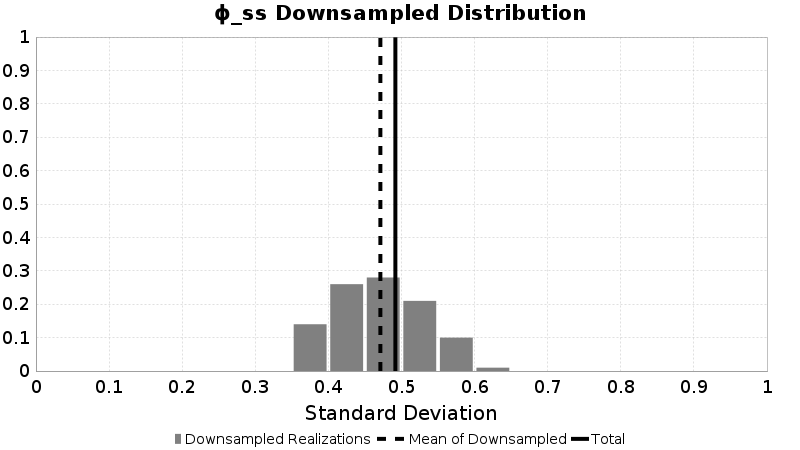 ϕ_ss Downsampled Distribution
1
0.9
0.8
0.7
0.6
0.5
0.4
0.3
0.2
0.1
0
0 0.1 0.2 0.3 0.4 0.5 0.6 0.7 0.8 0.9 1
Standard Deviation
Downsampled Realizations Mean of Downsampled Total